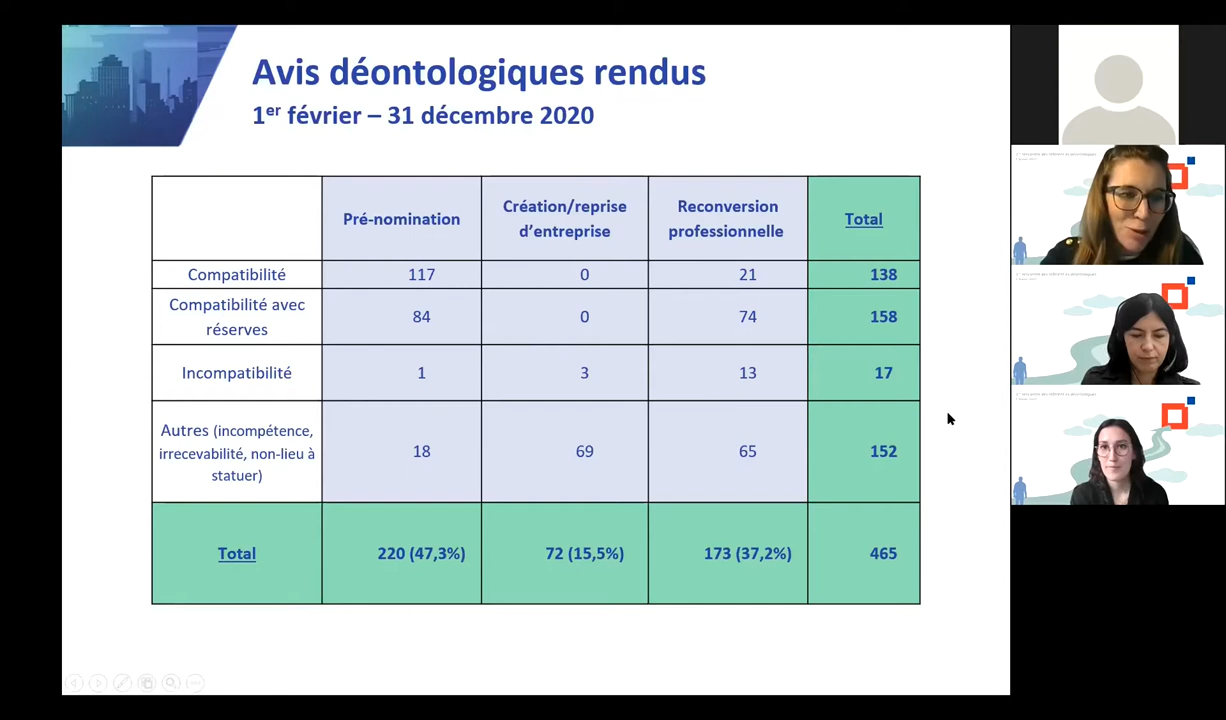 Avis déontologiques rendus
1er février – 31 décembre 2020
Pré-nomination
Création/reprise
d’entreprise
Reconversion
professionnelle
Total
Compatibilité
117
0
21
138
Compatibilité avec
réserves
84
0
74
158
Incompatibilité
1
3
13
17
Autres (incompétence,
irrecevabilité, non-lieu à
statuer)
18
69
65
152
Total
220 (47,3%)
72 (15,5%)
173 (37,2%)
465